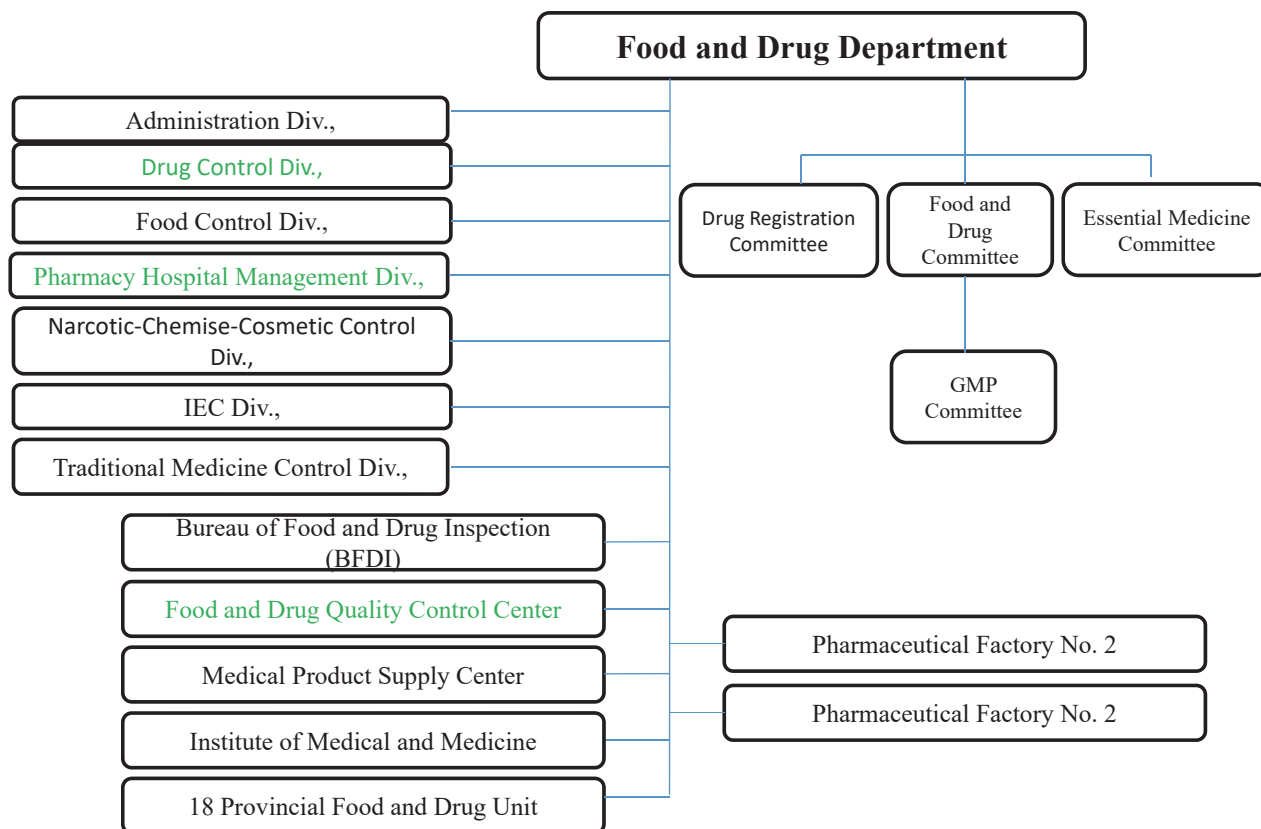 Food and Drug Department
Administration Div.,
Drug Control Div.,
Food Control Div.,
Pharmacy Hospital Management Div.,
Narcotic-Chemise-Cosmetic Control
Div.,
IEC Div.,
Traditional Medicine Control Div.,
Drug Registration
Committee
Food and
Drug
Committee
Essential Medicine
Committee
GMP
Committee
Bureau of Food and Drug Inspection
(BFDI)
Food and Drug Quality Control Center
Medical Product Supply Center
Institute of Medical and Medicine
18 Provincial Food and Drug Unit
Pharmaceutical Factory No. 2
Pharmaceutical Factory No. 2